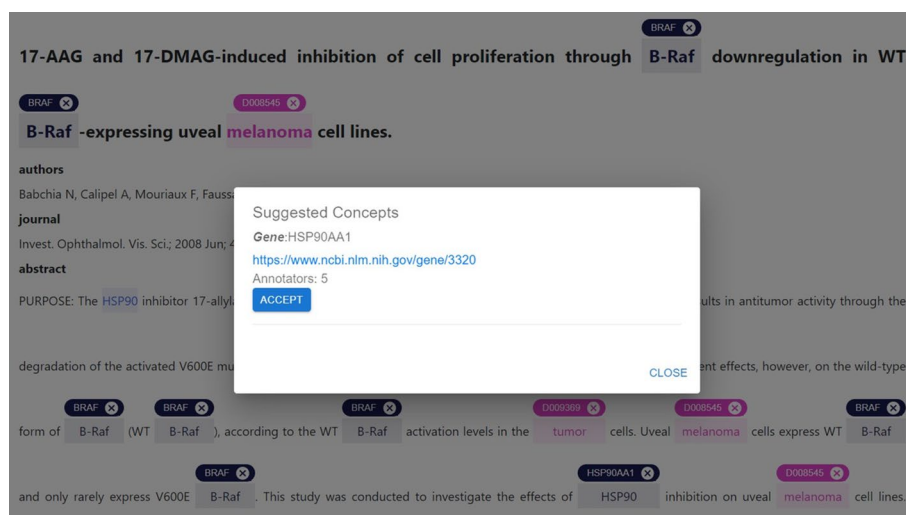 BRAF
17-AAG and 17-DMAG-induced inhibition of cell proliferation through B-Raf downregulation in WT
BRAF D008545
B-Raf -expressing uveal melanoma cell lines.
authors
Babchia N, Calipel A, Mouriaux F, Fauss
journal
Invest. Ophthalmol. Vis. Sci.; 2008 Jun; 4
abstract
PURPOSE: The HSP90 inhibitor 17-allyl
ults in antitumor activity through the
degradation of the activated V600E mu
ent effects, however, on the wild-type
Suggested Concepts
Gene:HSP90AA1
https://www.ncbi.nlm.nih.gov/gene/3320
Annotators: 5
ACCEPT
CLOSE
BRAF BRAF BRAF D009369 D008545 BRAF
form of B-Raf (WT B-Raf ), according to the WT B-Raf activation levels in the tumor cells. Uveal melanoma cells express WT B-Raf
BRAF HSP90AA1 D008545
and only rarely express V600E B-Raf . This study was conducted to investigate the effects of HSP90 inhibition on uveal melanoma cell lines.